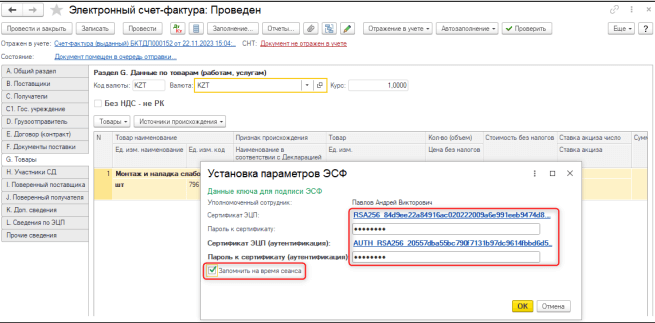 Электронный счет-фактура: Проведен
Провести и закрыть Записать Провести Заполнение... Отчеты... Отражение в учете Автозаполнение Проверить Еще ?
Отражен в учете: Счет-фактура (выданный) БКТДЛ000152 от 22.11.2023 15:04:.. СНТ: Документ не отражен в учете
Состояние: Документ помещен в очередь отправки...
A. Общий раздел
B. Поставщики
C. Получатели
C1. Гос. учреждение
D. Грузоотправитель
E. Договор (контракт)
F. Документы поставки
G. Товары
H. Участники СД
I. Поверенный поставщика
J. Поверенный получателя
K. Доп. сведения
L. Сведения по ЭЦП
Прочие сведения
Раздел G. Данные по товарам (работам, услугам)
Код валюты: KZT Валюта: KZT Курс: 1.0000
Без НДС - не РК
Товары Источники происхождения
N Товар.наименование Признак происхождения Товар Кол-во (объем) Стоимость без налогов Ставка акциза число Сумм
Ед. изм. наименование Ед. изм. код Наименование в соответствии с Декларацией Ед. изм. Цена без налогов Ставка акциза
1 Монтаж и наладка слабо
шт 796
Установка параметров ЭСФ
Данные ключа для подписи ЭСФ
Уполномоченный сотрудник: Павлов Андрей Викторович
Сертификат ЭЦП:
Пароль к сертификату:
Сертификат ЭЦП (аутентификация):
Пароль к сертификату (аутентификация)
Запомнить на время сеанса
ОК Отмена